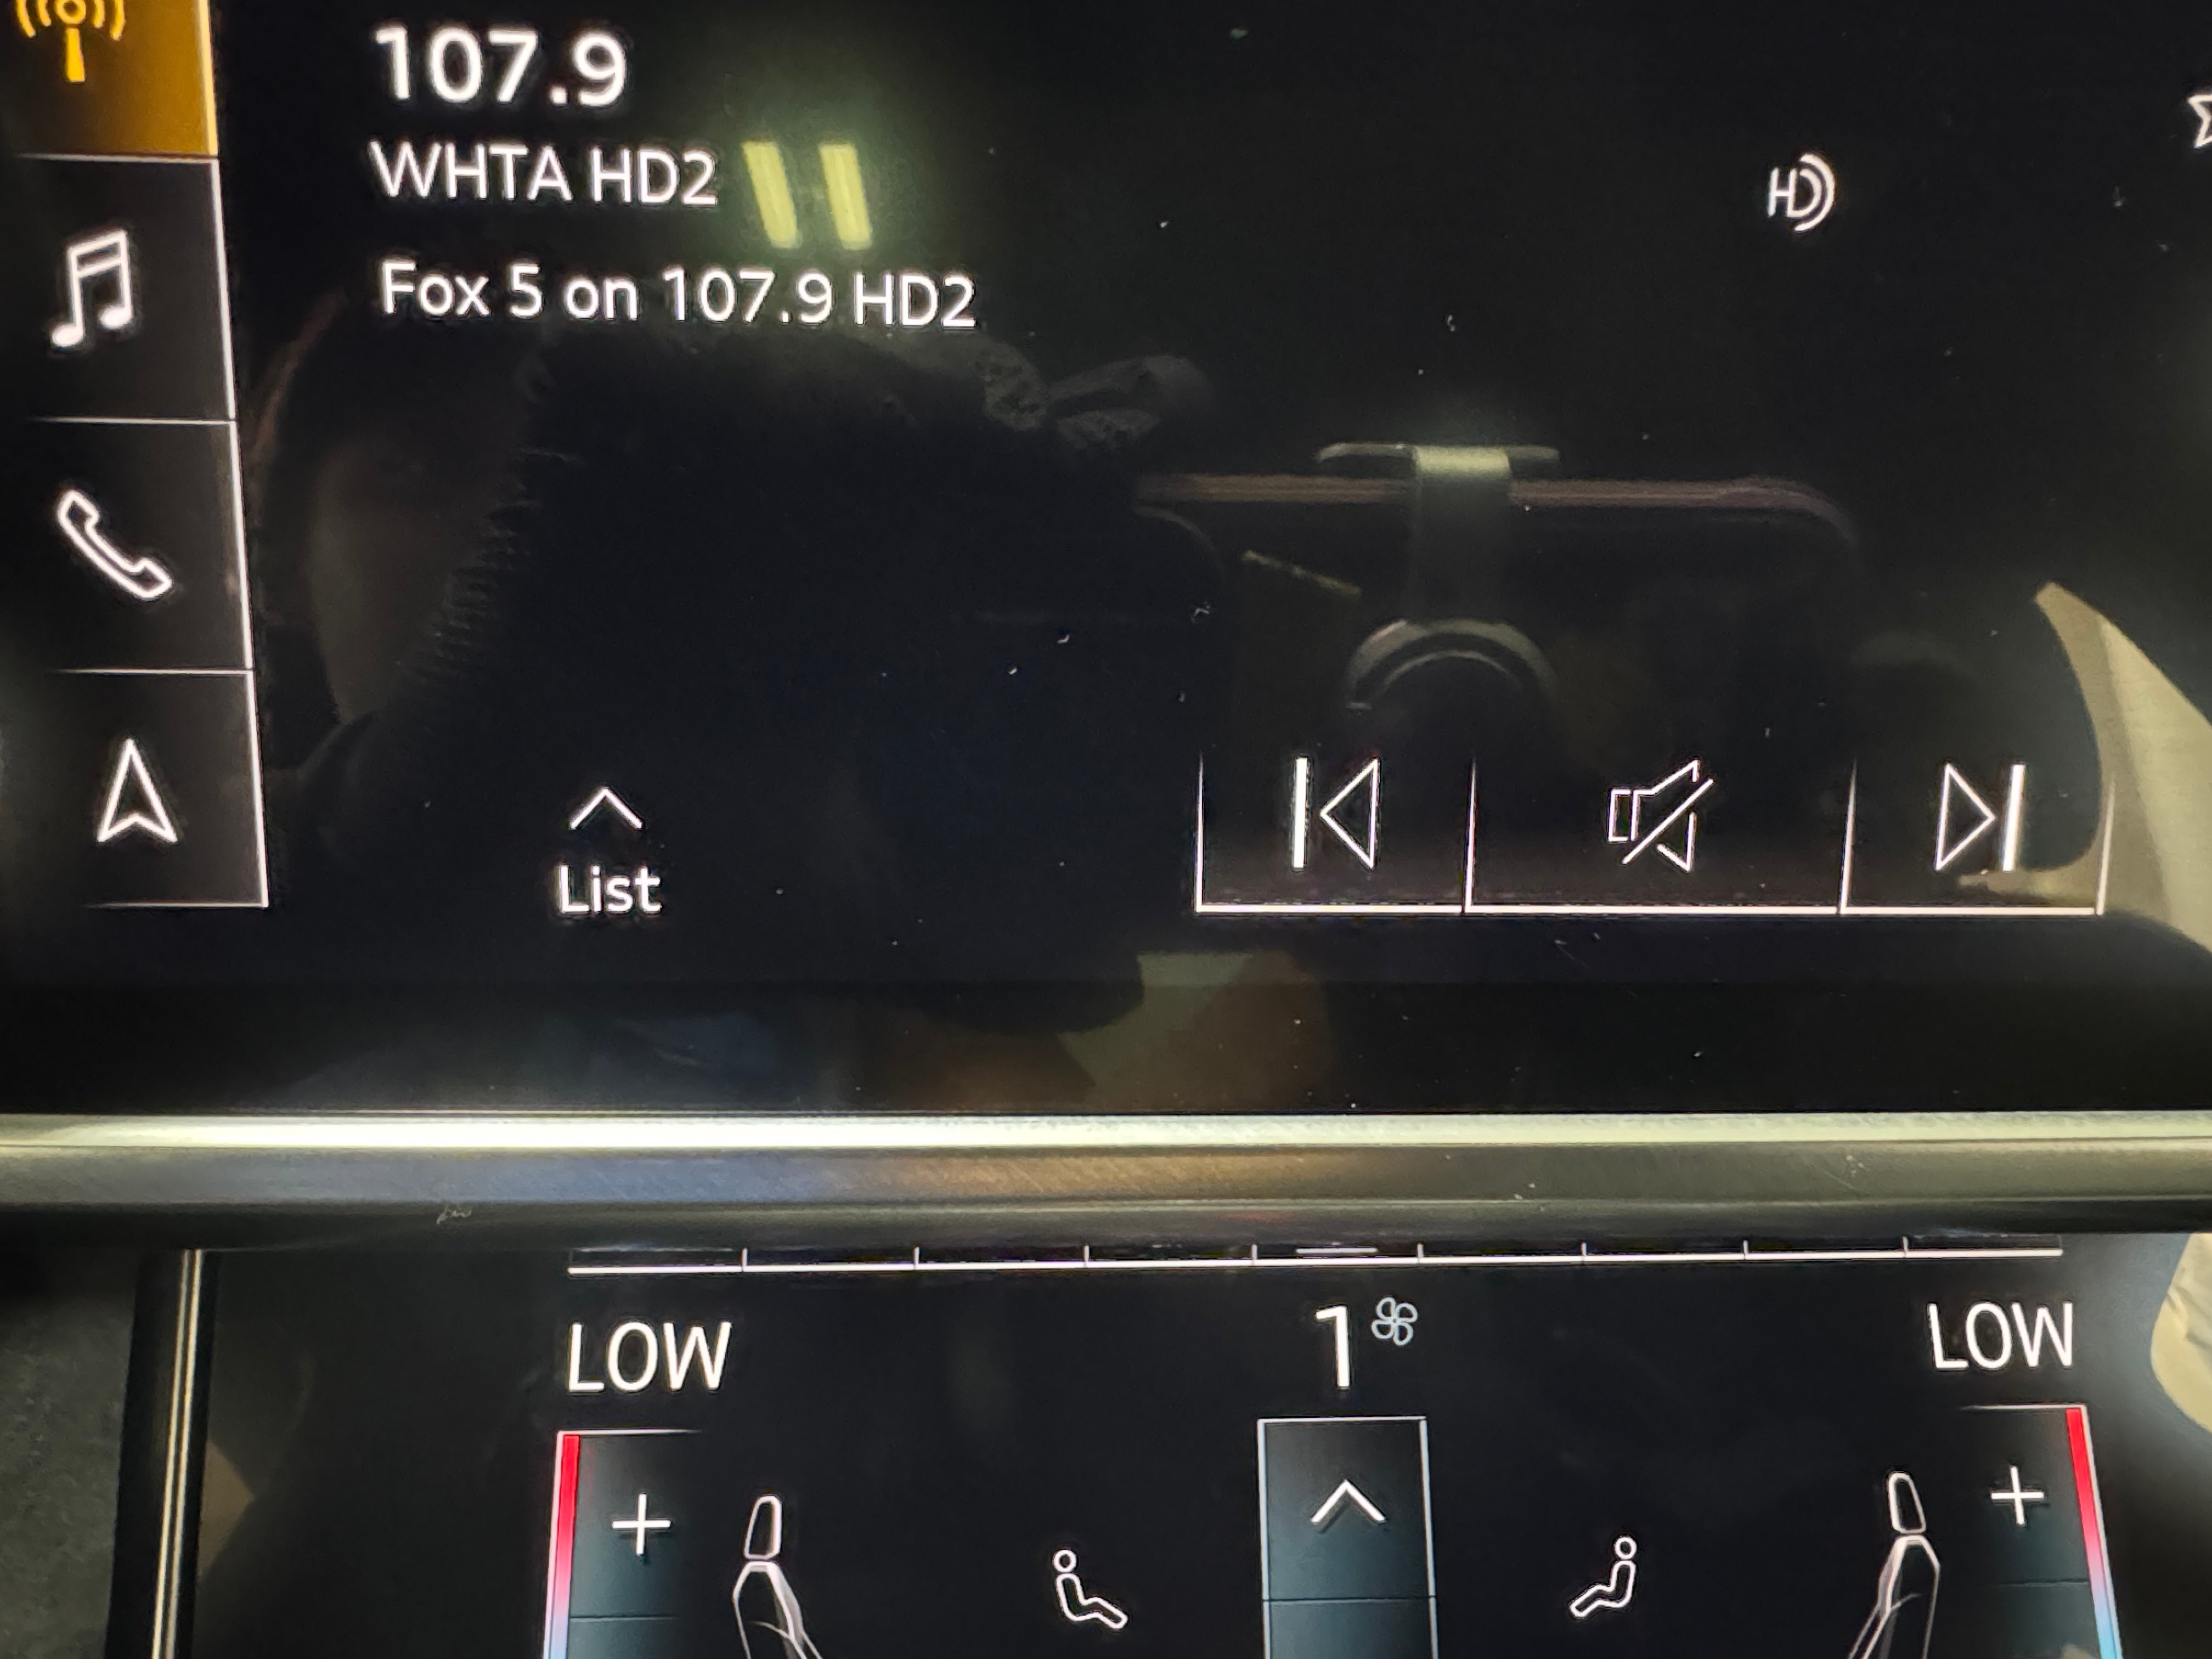 107.9
WHTA HD2
HD
Fox 5 on 107.9 HD2
List
LOW 1 LOW